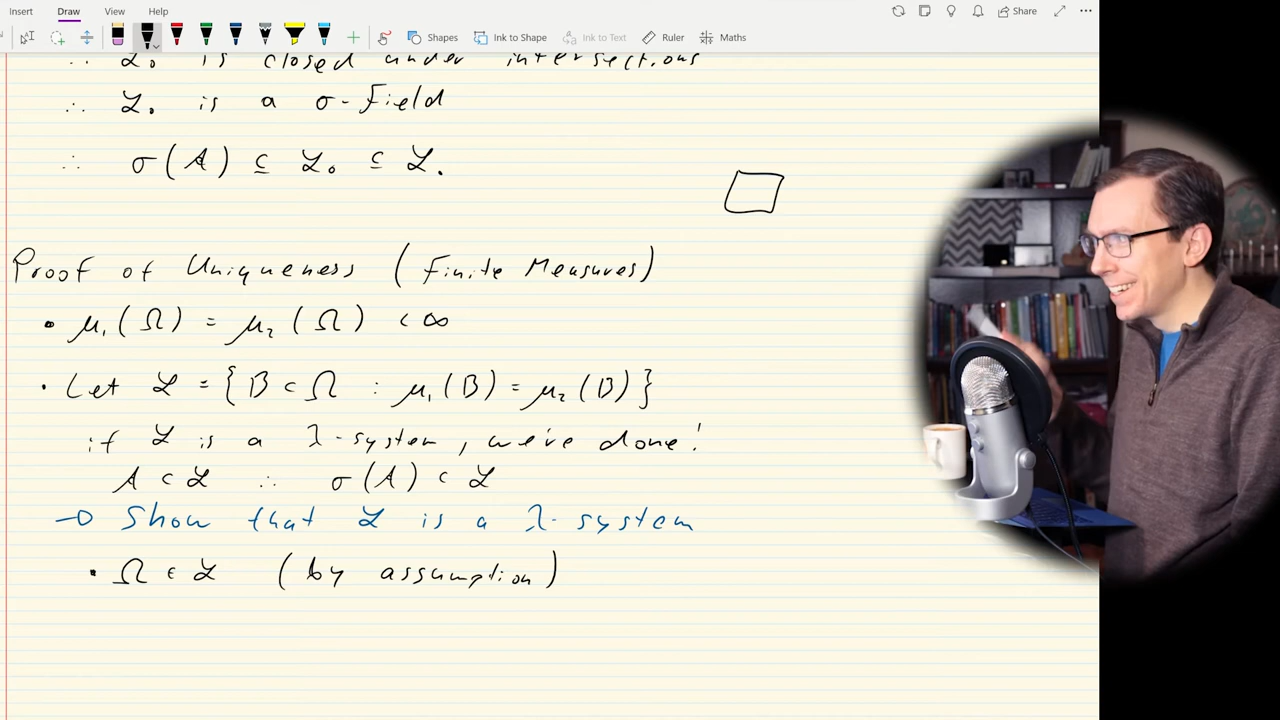 Insert Draw View Help Share
Shapes Ink to Shape Ink to Text Ruler Maths
∴ ℒ₀ is closed under intersections
∴ ℒ₀ is a σ-Field
∴ σ(A) ⊆ ℒ₀ ⊆ ℒ.
Proof of Uniqueness (Finite Measures)
• μ₁(Ω) = μ₂(Ω) < ∞
• Let ℒ = {B ⊂ Ω : μ₁(B) = μ₂(B)}
if ℒ is a λ-system, we're done!
A ⊂ ℒ ∴ σ(A) ⊂ ℒ
→ Show that ℒ is a λ-system
• Ω ∈ ℒ (by assumption)